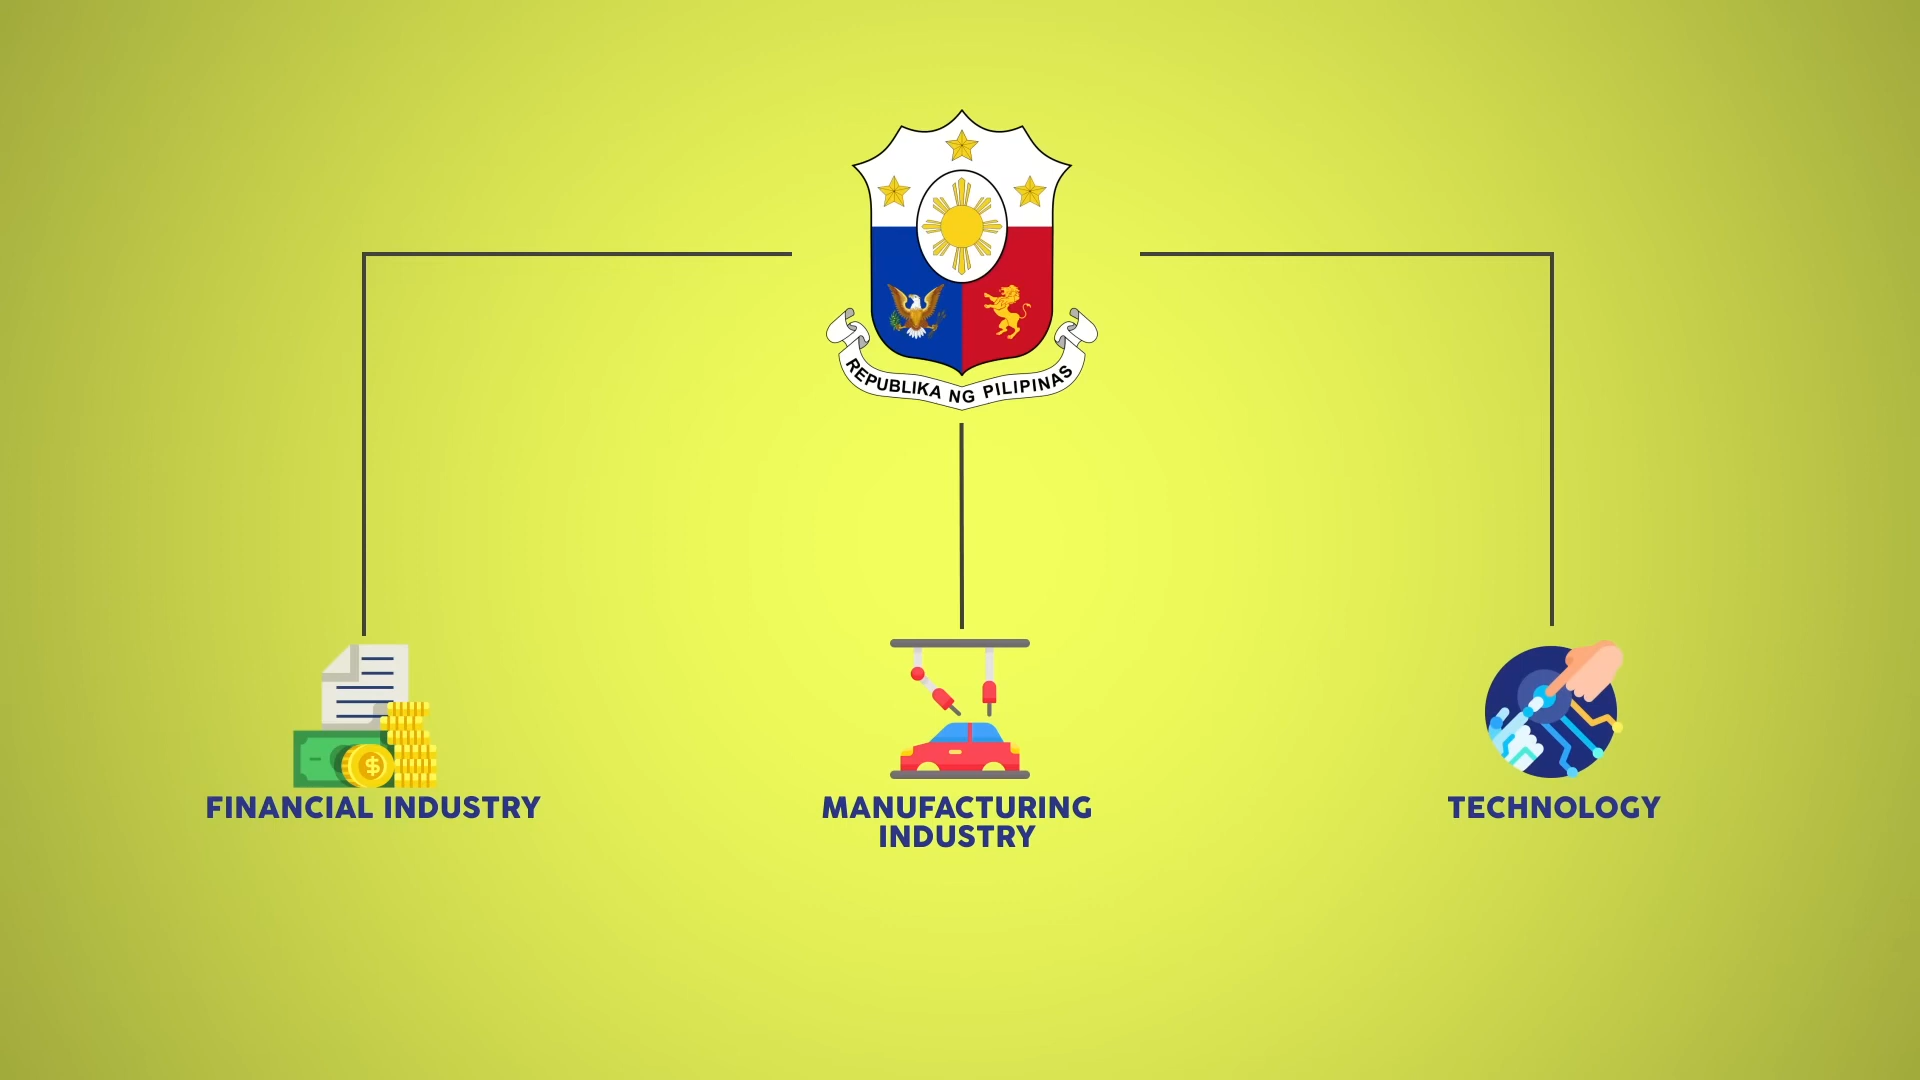 REPUBLIKA NG PILIPINAS
FINANCIAL INDUSTRY
MANUFACTURING
INDUSTRY
TECHNOLOGY